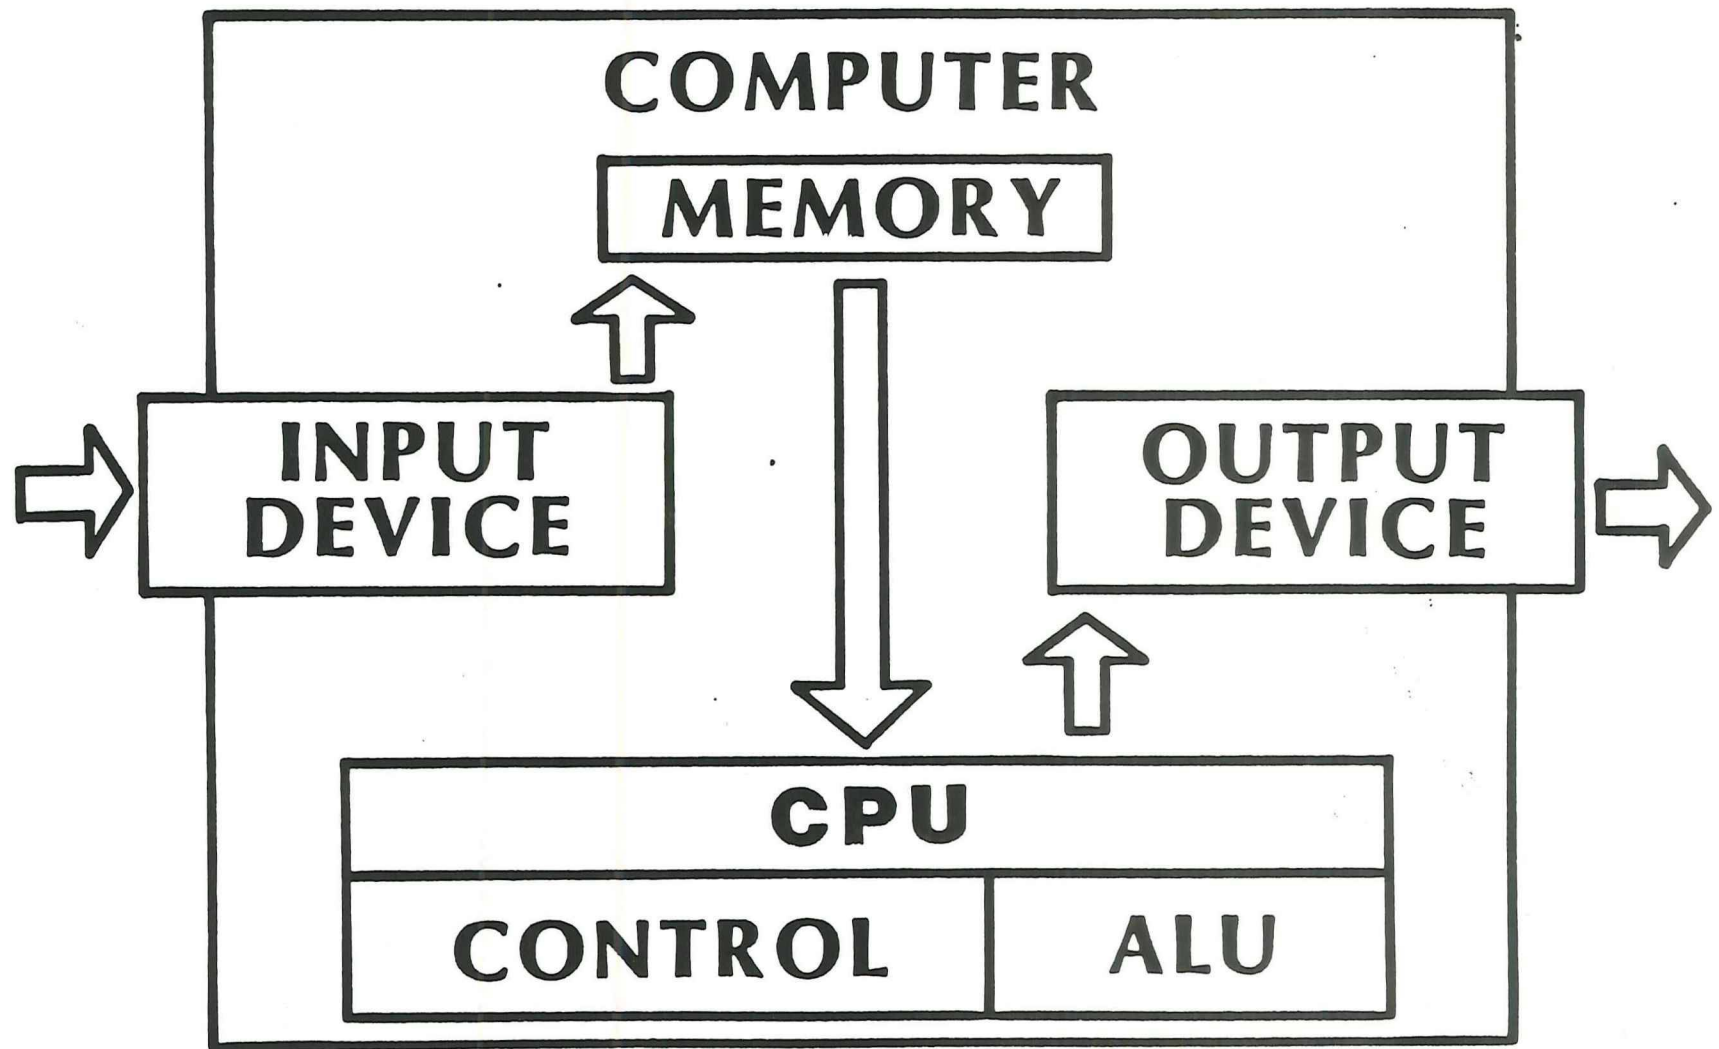 COMPUTER
MEMORY
INPUT
DEVICE
OUTPUT
DEVICE
CPU
CONTROL
ALU